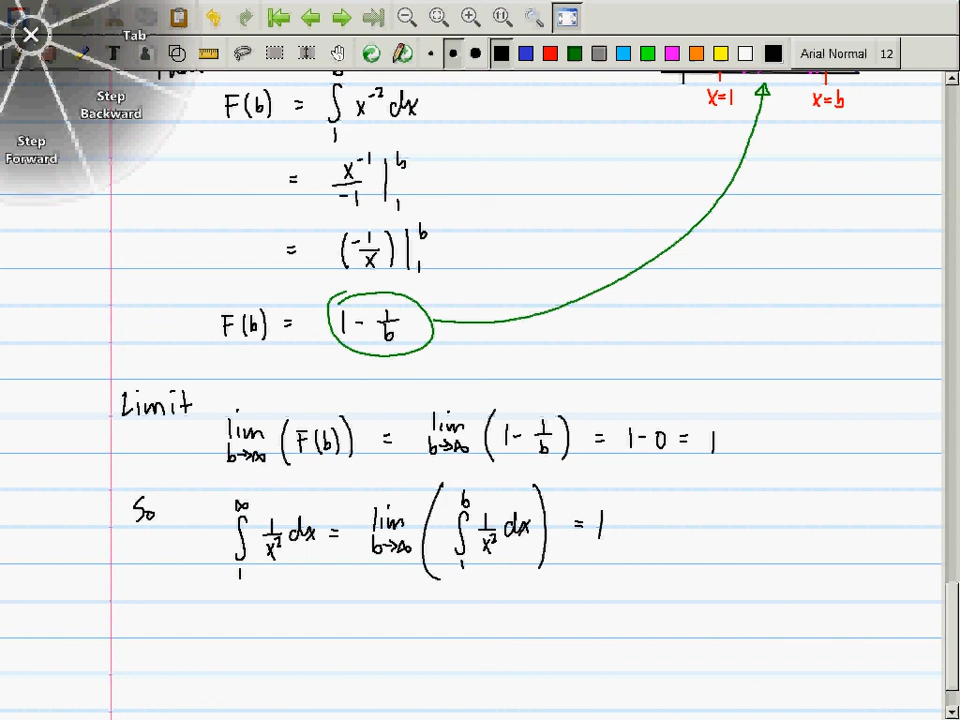 Tab
Step
Backward
Step
Forward
Arial Normal 12
x=1 x=b
F(b) = ∫₁ᵇ x⁻² dx
= x⁻¹/-1 |₁ᵇ
= (-1/x) |₁ᵇ
F(b) = 1 - 1/b
Limit
lim b→∞ (F(b)) = lim b→∞ (1 - 1/b) = 1 - 0 = 1
So ∫₁^∞ 1/x² dx = lim b→∞ (∫₁ᵇ 1/x² dx) = 1